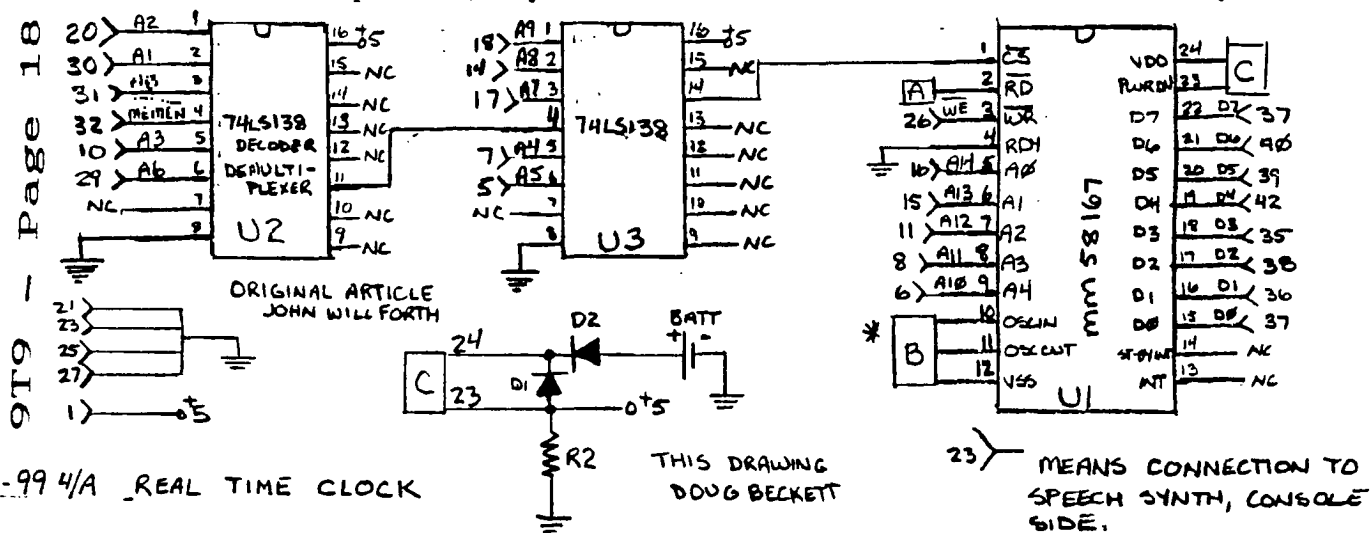 9T9 - Page 18
20 A2 1
30 A1 2
31 3
32 MEMEN 4
10 A3 5
29 A6 6
NC 7
8
16 +5
15 NC
14 NC
13 NC
12 NC
11
10 NC
9 NC
74LS138
DECODER
DEMULTI-
PLEXER
U2
18 A9 1
14 A8 2
17 A7 3
4
7 A4 5
5 A5 6
NC 7
8
16 +5
15 NC
14
13 NC
12 NC
11 NC
10 NC
9 NC
74LS138
U3
1 CS
A 2 RD
26 WE 3 WR
4 RDY
10 A14 5 AØ
15 A13 6 A1
11 A12 7 A2
8 A11 8 A3
6 A1Ø 9 A4
* B
10 OSCIN
11 OSCOUT
12 VSS
mm 58167
U1
VDD 24 C
PWRDN 23
D7 22 D7 37
D6 21 D6 40
D5 20 D5 39
D4 19 D4 42
D3 18 D3 35
D2 17 D2 38
D1 16 D1 36
DØ 15 DØ 37
ST-BY INT 14 NC
INT 13 NC
ORIGINAL ARTICLE
JOHN WILLFORTH
21
23
25
27
1 +5
C 24
23
D2
D1
BATT
+ -
+5
R2
THIS DRAWING
DOUG BECKETT
-99 4/A REAL TIME CLOCK
23 MEANS CONNECTION TO
SPEECH SYNTH, CONSOLE
SIDE.